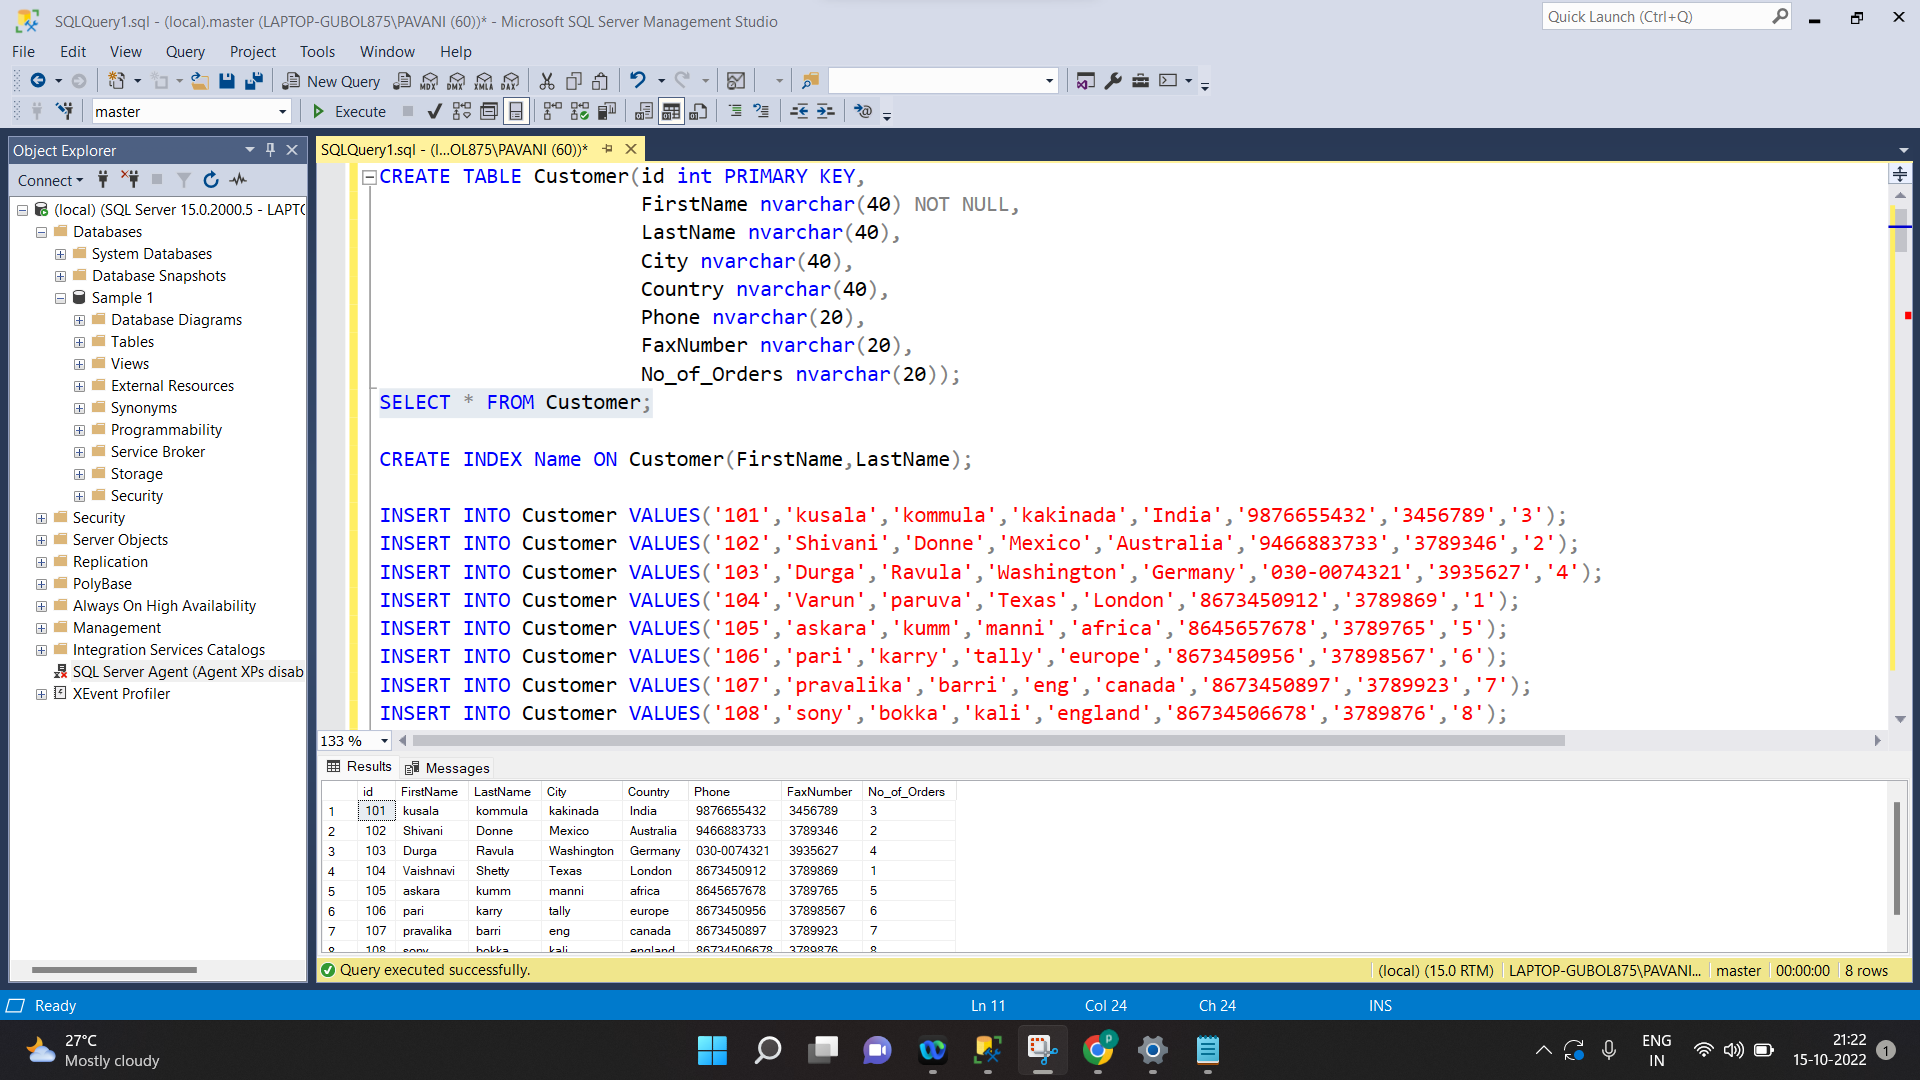 SQLQuery1.sql - (local).master (LAPTOP-GUBOL875\PAVANI (60))* - Microsoft SQL Server Management Studio
Quick Launch (Ctrl+Q)
File Edit View Query Project Tools Window Help
New Query MDX DMX XMLA DAX
master Execute
Object Explorer
Connect
(local) (SQL Server 15.0.2000.5 - LAPTO
Databases
System Databases
Database Snapshots
Sample 1
Database Diagrams
Tables
Views
External Resources
Synonyms
Programmability
Service Broker
Storage
Security
Security
Server Objects
Replication
PolyBase
Always On High Availability
Management
Integration Services Catalogs
SQL Server Agent (Agent XPs disab
XEvent Profiler
SQLQuery1.sql - (l...OL875\PAVANI (60))*
CREATE TABLE Customer(id int PRIMARY KEY,
FirstName nvarchar(40) NOT NULL,
LastName nvarchar(40),
City nvarchar(40),
Country nvarchar(40),
Phone nvarchar(20),
FaxNumber nvarchar(20),
No_of_Orders nvarchar(20));
SELECT * FROM Customer;
CREATE INDEX Name ON Customer(FirstName,LastName);
INSERT INTO Customer VALUES('101','kusala','kommula','kakinada','India','9876655432','3456789','3');
INSERT INTO Customer VALUES('102','Shivani','Donne','Mexico','Australia','9466883733','3789346','2');
INSERT INTO Customer VALUES('103','Durga','Ravula','Washington','Germany','030-0074321','3935627','4');
INSERT INTO Customer VALUES('104','Varun','paruva','Texas','London','8673450912','3789869','1');
INSERT INTO Customer VALUES('105','askara','kumm','manni','africa','8645657678','3789765','5');
INSERT INTO Customer VALUES('106','pari','karry','tally','europe','8673450956','37898567','6');
INSERT INTO Customer VALUES('107','pravalika','barri','eng','canada','8673450897','3789923','7');
INSERT INTO Customer VALUES('108','sony','bokka','kali','england','86734506678','3789876','8');
133 %
Results Messages
id FirstName LastName City Country Phone FaxNumber No_of_Orders
1 101 kusala kommula kakinada India 9876655432 3456789 3
2 102 Shivani Donne Mexico Australia 9466883733 3789346 2
3 103 Durga Ravula Washington Germany 030-0074321 3935627 4
4 104 Vaishnavi Shetty Texas London 8673450912 3789869 1
5 105 askara kumm manni africa 8645657678 3789765 5
6 106 pari karry tally europe 8673450956 37898567 6
7 107 pravalika barri eng canada 8673450897 3789923 7
8 108 sony bokka kali england 86734506678 3789876 8
Query executed successfully. (local) (15.0 RTM) LAPTOP-GUBOL875\PAVANI... master 00:00:00 8 rows
Ready Ln 11 Col 24 Ch 24 INS
27°C
Mostly cloudy
P
ENG
IN
21:22
15-10-2022
1